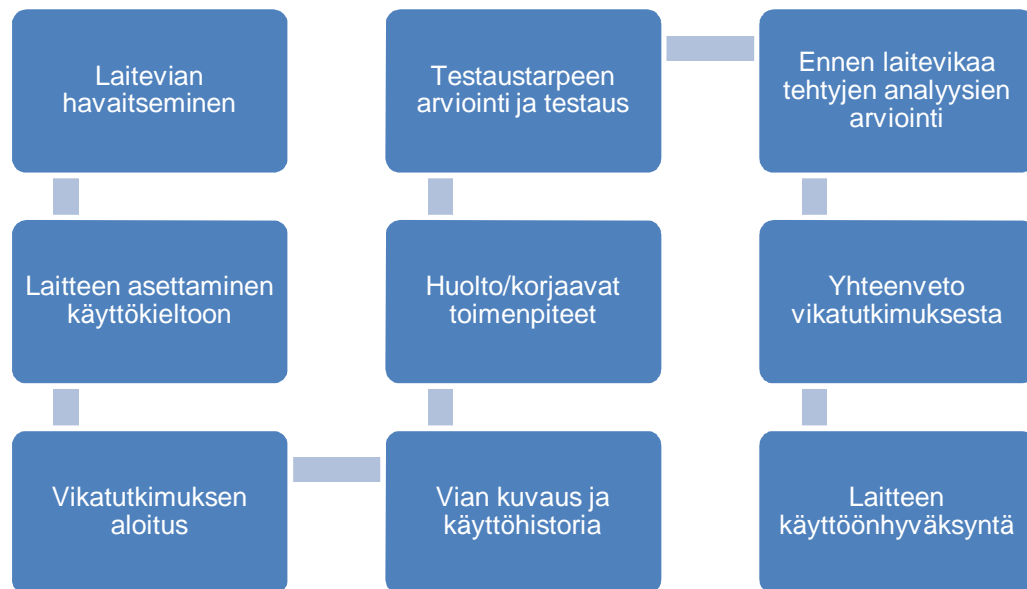 Laitevian
havaitseminen
Laitteen asettaminen
käyttökieltoon
Vikatutkimuksen
aloitus
Vian kuvaus ja
käyttöhistoria
Huolto/korjaavat
toimenpiteet
Testaustarpeen
arviointi ja testaus
Ennen laitevikaa
tehtyjen analyysien
arviointi
Yhteenveto
vikatutkimuksesta
Laitteen
käyttöönhyväksyntä